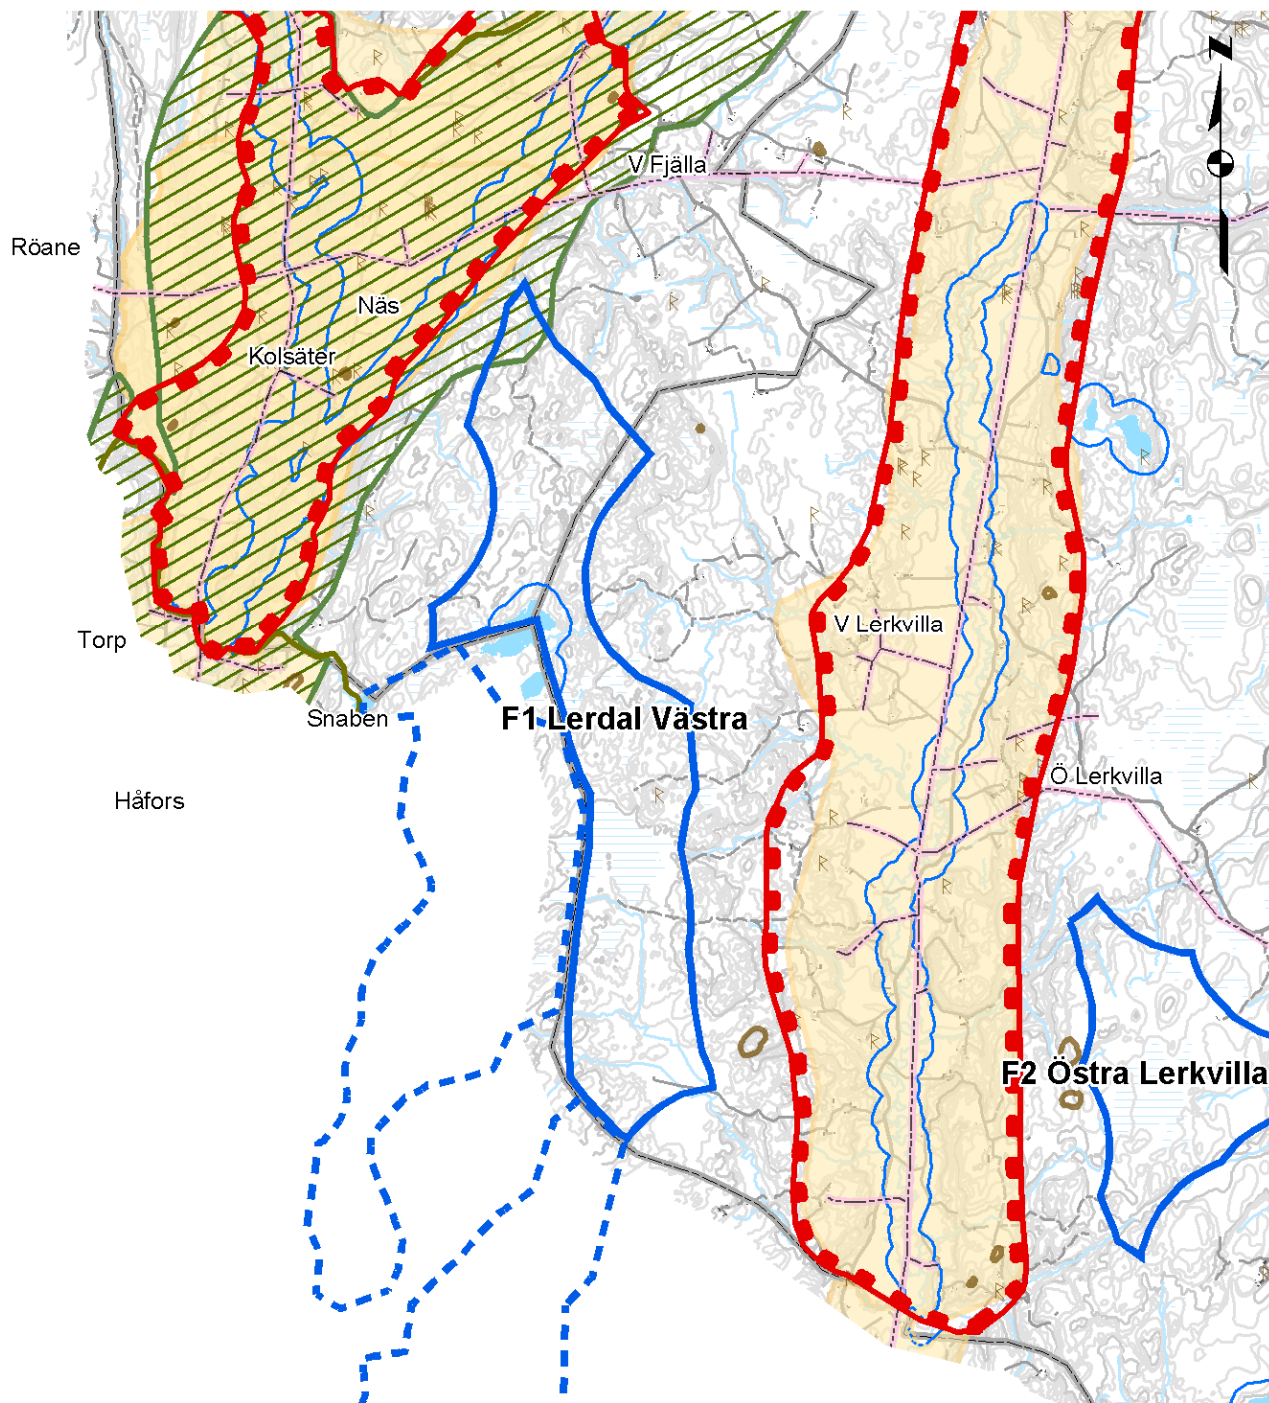 N
V Fjälla
Röane
Näs
Kolsäter
V Lerkvilla
Torp
Snaben
F1 Lerdal Västra
Ö Lerkvilla
Håfors
F2 Östra Lerkvilla